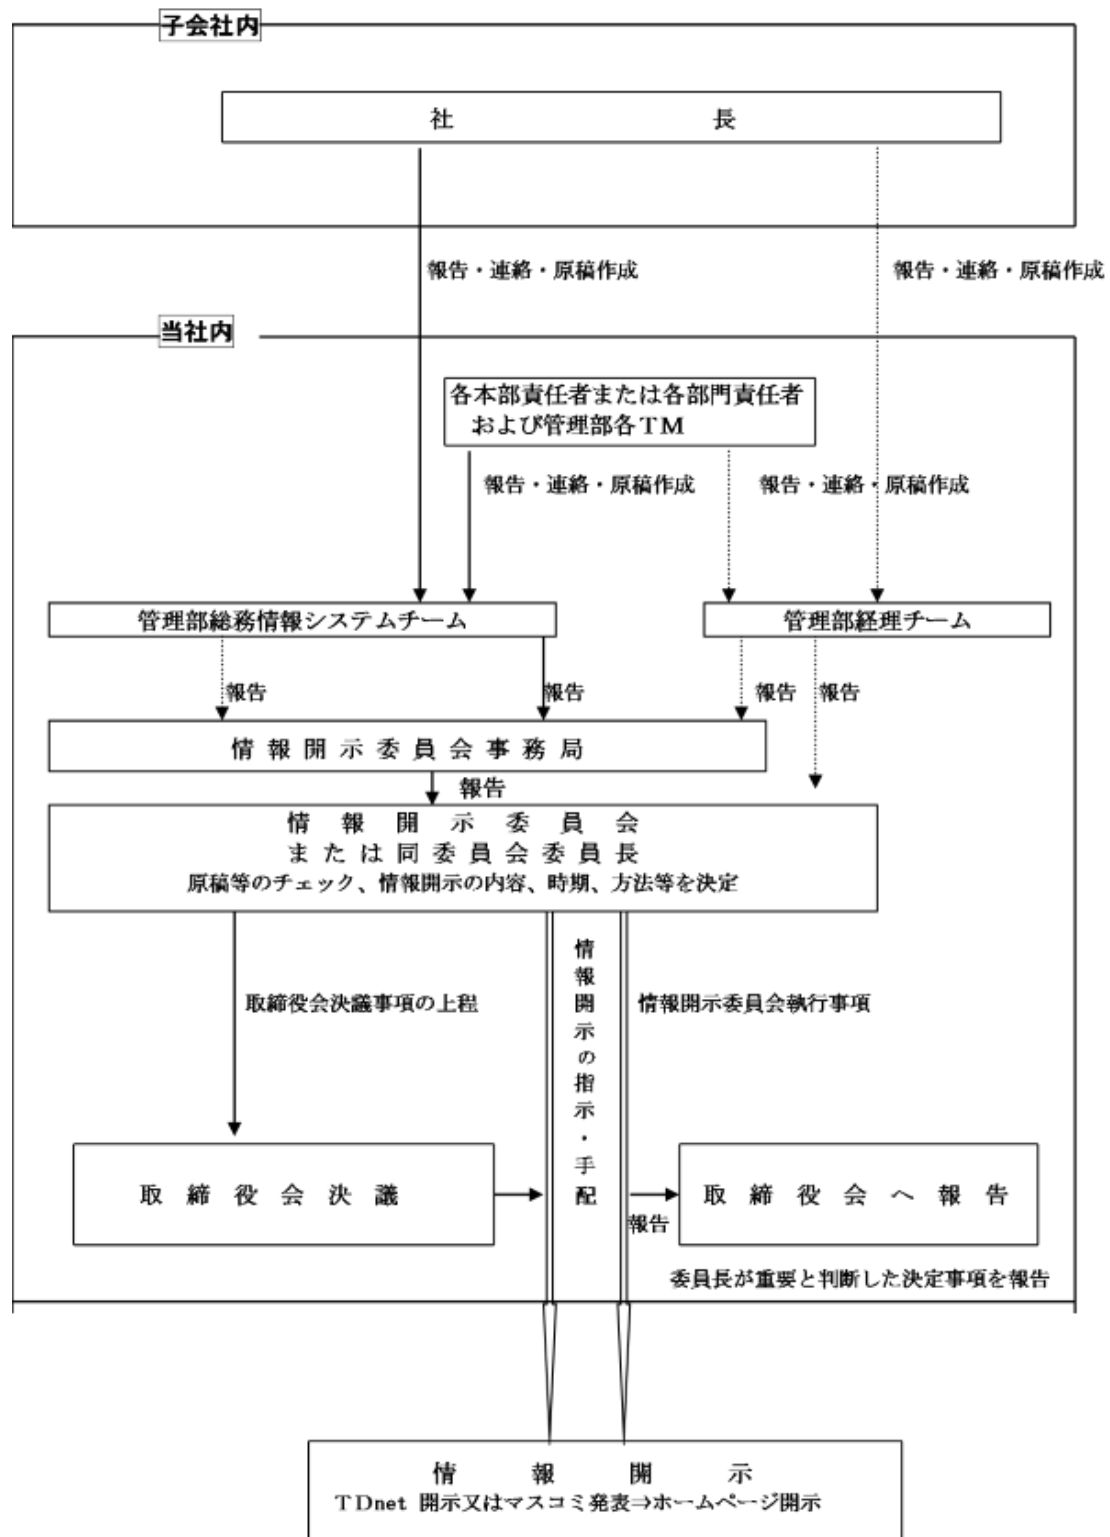 子会社内
社長
報告・連絡・原稿作成
報告・連絡・原稿作成
当社内
各本部責任者または各部門責任者
および管理部各TM
報告・連絡・原稿作成
報告・連絡・原稿作成
管理部総務情報システムチーム
管理部経理チーム
報告
報告
報告
報告
情報開示委員会事務局
報告
情報開示委員会
または同委員会委員長
原稿等のチェック、情報開示の内容、時期、方法等を決定
取締役会決議事項の上程
情報開示の指示・手配
情報開示委員会執行事項
取締役会決議
取締役会へ報告
報告
委員長が重要と判断した決定事項を報告
情報開示
TDnet 開示又はマスコミ発表⇒ホームページ開示